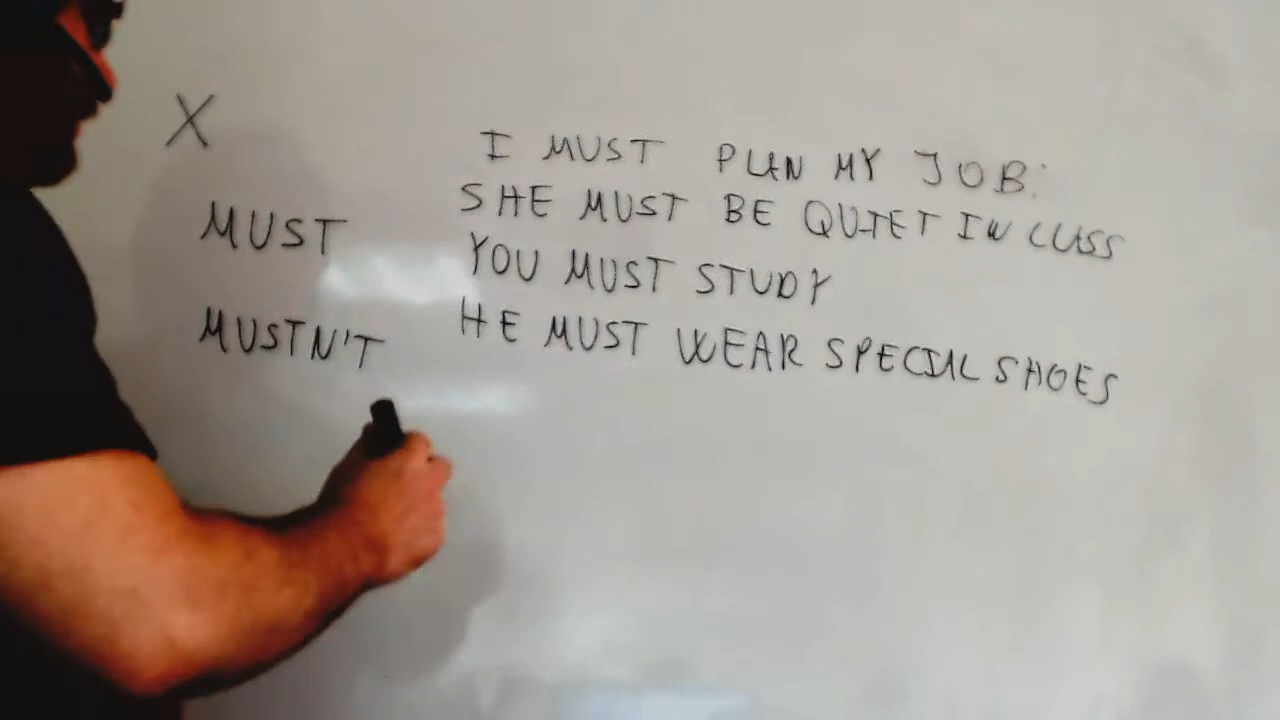 X
MUST
MUSTN'T
I MUST PLAN MY JOB.
SHE MUST BE QUIET IN CLASS
YOU MUST STUDY
HE MUST WEAR SPECIAL SHOES